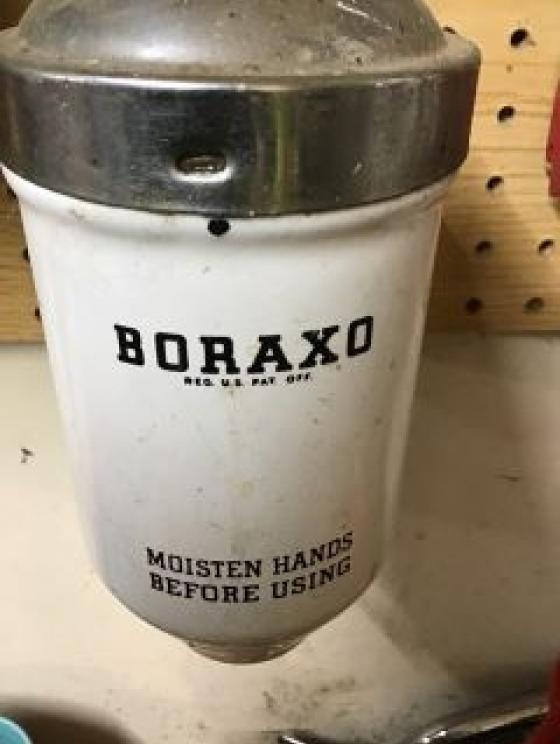 BORAXO
REG. U.S. PAT. OFF.
MOISTEN HANDS
BEFORE USING